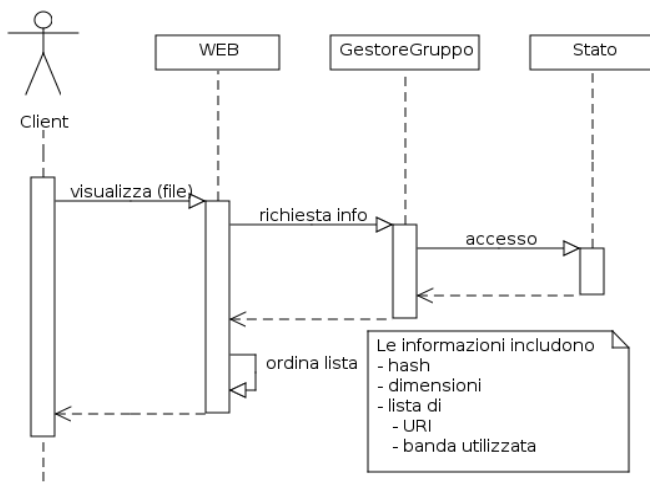 WEB
GestoreGruppo
Stato
Client
visualizza (file)
richiesta info
accesso
ordina lista
Le informazioni includono
- hash
- dimensioni
- lista di
- URI
- banda utilizzata